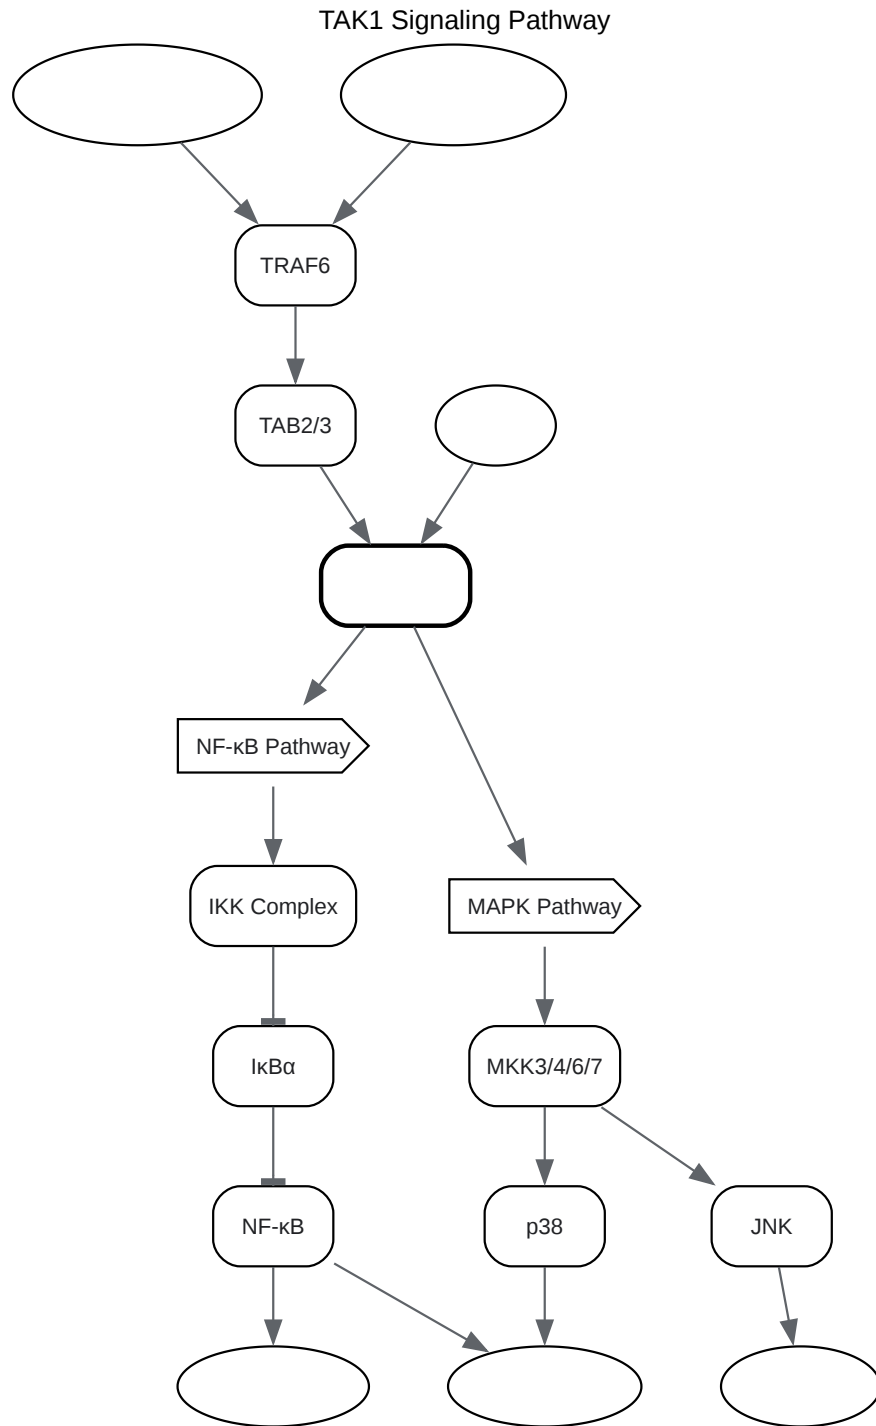 TAK1 Signaling Pathway
TRAF6
TAB2/3
NF-κB Pathway
IKK Complex
MAPK Pathway
IκBα
MKK3/4/6/7
NF-κB
p38
JNK